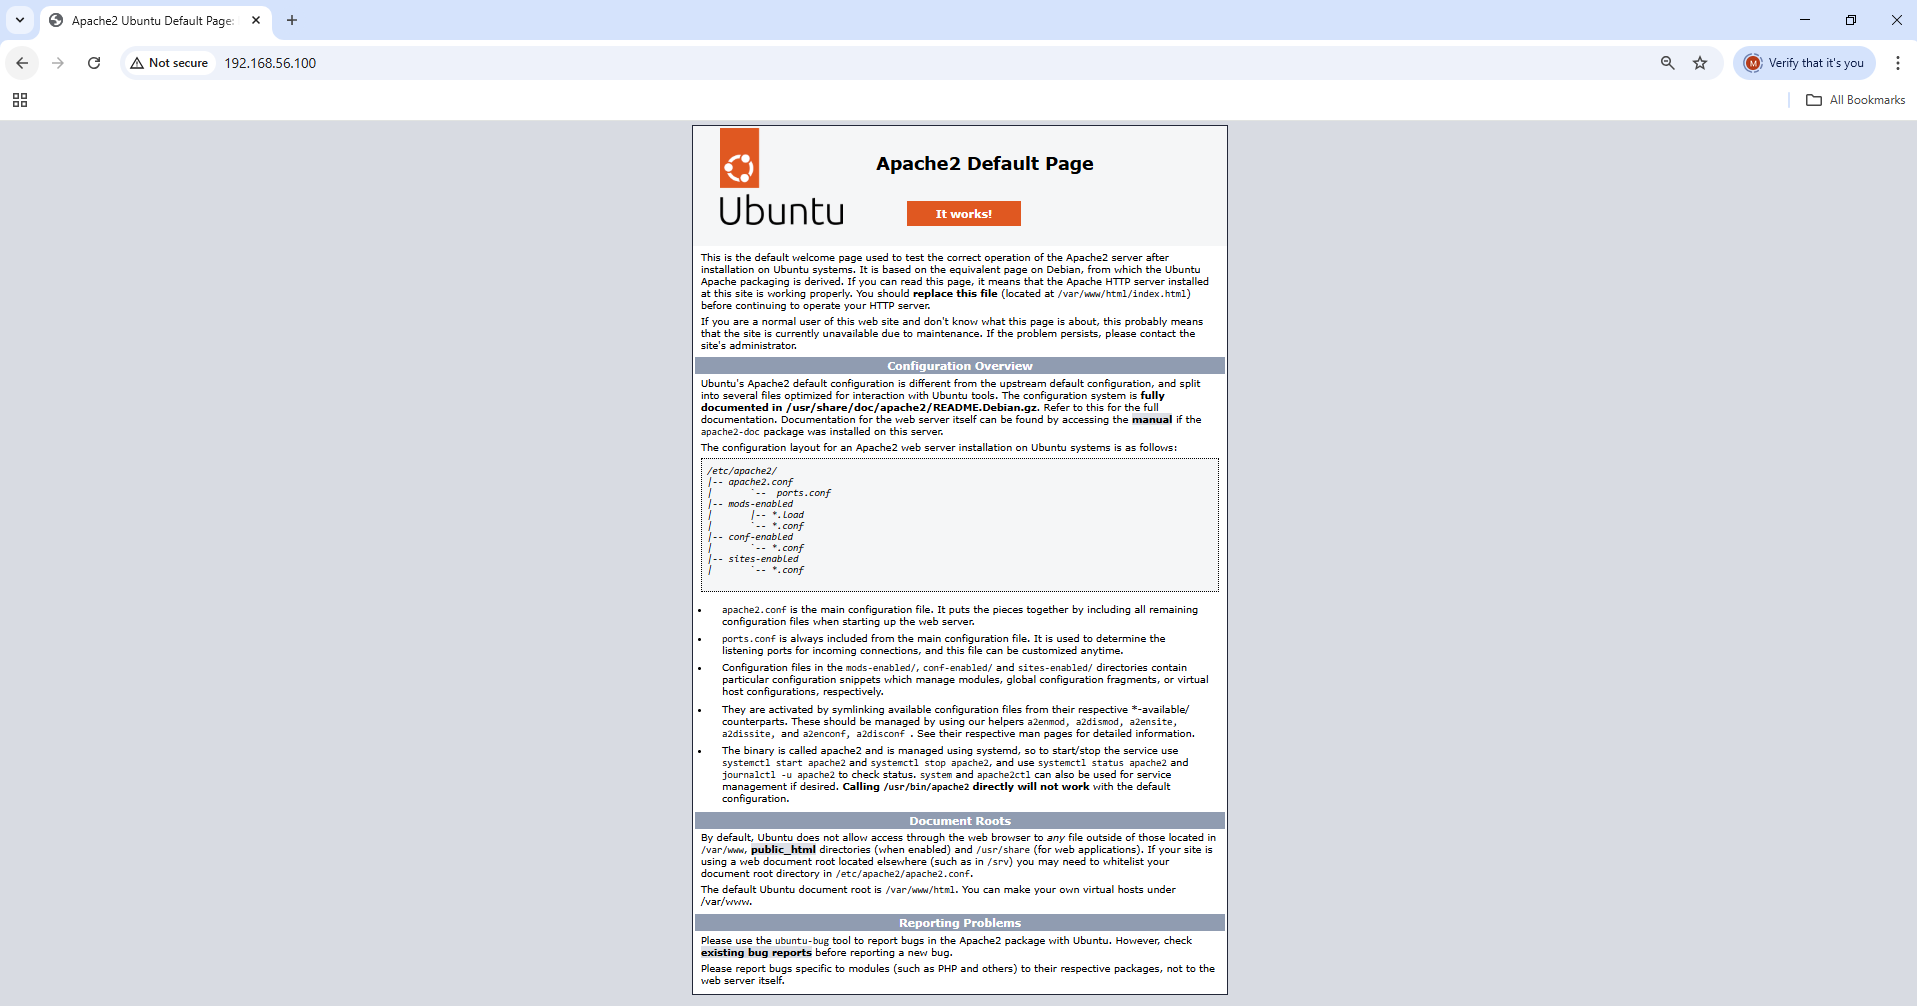 Apache2 Ubuntu Default Page:
Not secure
192.168.56.100
M
Verify that it's you
All Bookmarks
Ubuntu
Apache2 Default Page
It works!
This is the default welcome page used to test the correct operation of the Apache2 server after
installation on Ubuntu systems. It is based on the equivalent page on Debian, from which the Ubuntu
Apache packaging is derived. If you can read this page, it means that the Apache HTTP server installed
at this site is working properly. You should replace this file (located at /var/www/html/index.html)
before continuing to operate your HTTP server.
If you are a normal user of this web site and don't know what this page is about, this probably means
that the site is currently unavailable due to maintenance. If the problem persists, please contact the
site's administrator.
Configuration Overview
Ubuntu's Apache2 default configuration is different from the upstream default configuration, and split
into several files optimized for interaction with Ubuntu tools. The configuration system is fully
documented in /usr/share/doc/apache2/README.Debian.gz. Refer to this for the full
documentation. Documentation for the web server itself can be found by accessing the manual if the
apache2-doc package was installed on this server.
The configuration layout for an Apache2 web server installation on Ubuntu systems is as follows:
/etc/apache2/
|-- apache2.conf
|       `--  ports.conf
|-- mods-enabled
|       |-- *.load
|       `-- *.conf
|-- conf-enabled
|       `-- *.conf
|-- sites-enabled
|       `-- *.conf
• apache2.conf is the main configuration file. It puts the pieces together by including all remaining
configuration files when starting up the web server.
• ports.conf is always included from the main configuration file. It is used to determine the
listening ports for incoming connections, and this file can be customized anytime.
• Configuration files in the mods-enabled/, conf-enabled/ and sites-enabled/ directories contain
particular configuration snippets which manage modules, global configuration fragments, or virtual
host configurations, respectively.
• They are activated by symlinking available configuration files from their respective *-available/
counterparts. These should be managed by using our helpers a2enmod, a2dismod, a2ensite,
a2dissite, and a2enconf, a2disconf . See their respective man pages for detailed information.
• The binary is called apache2 and is managed using systemd, so to start/stop the service use
systemctl start apache2 and systemctl stop apache2, and use systemctl status apache2 and
journalctl -u apache2 to check status. system and apache2ctl can also be used for service
management if desired. Calling /usr/bin/apache2 directly will not work with the default
configuration.
Document Roots
By default, Ubuntu does not allow access through the web browser to any file outside of those located in
/var/www, public_html directories (when enabled) and /usr/share (for web applications). If your site is
using a web document root located elsewhere (such as in /srv) you may need to whitelist your
document root directory in /etc/apache2/apache2.conf.
The default Ubuntu document root is /var/www/html. You can make your own virtual hosts under
/var/www.
Reporting Problems
Please use the ubuntu-bug tool to report bugs in the Apache2 package with Ubuntu. However, check
existing bug reports before reporting a new bug.
Please report bugs specific to modules (such as PHP and others) to their respective packages, not to the
web server itself.